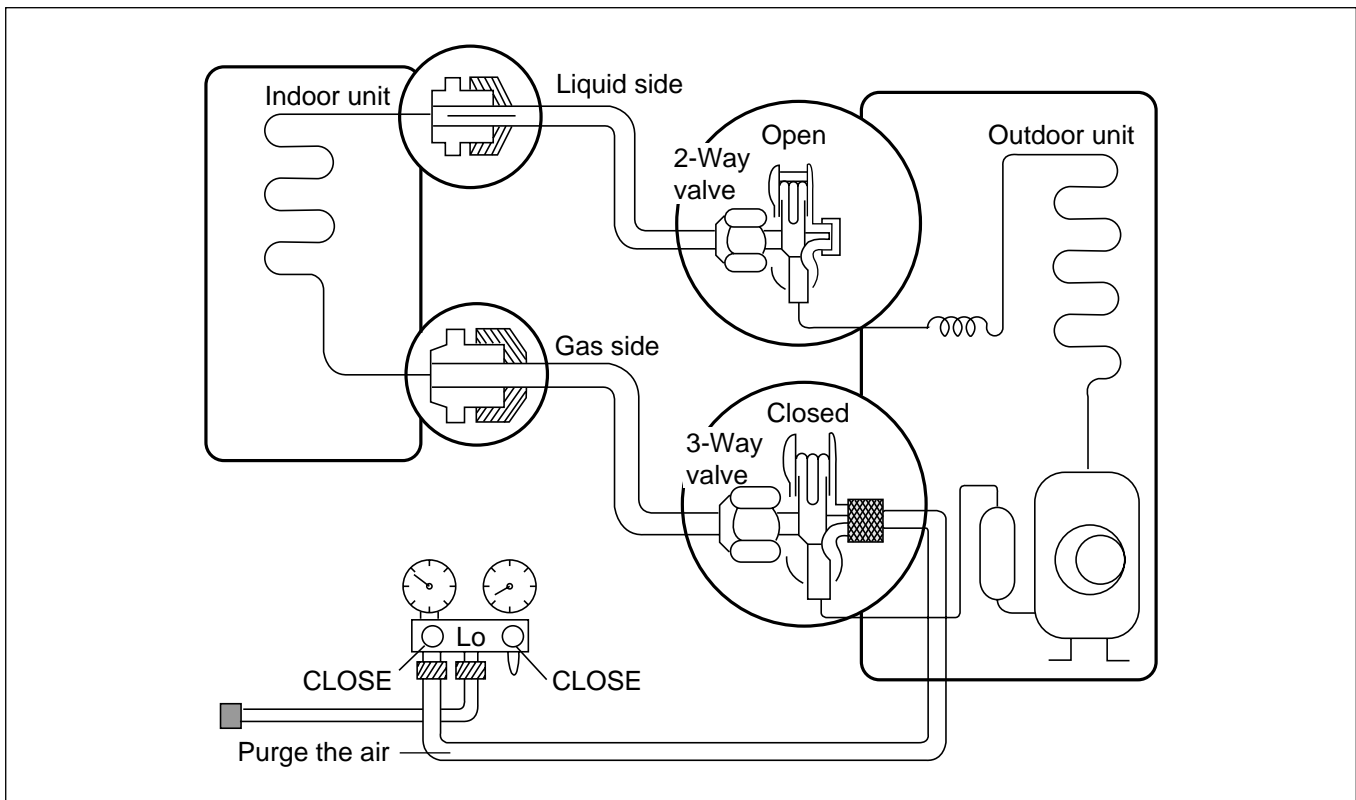 Indoor unit
Liquid side
Open
2-Way
valve
Outdoor unit
Gas side
Closed
3-Way
valve
Lo
CLOSE
CLOSE
Purge the air